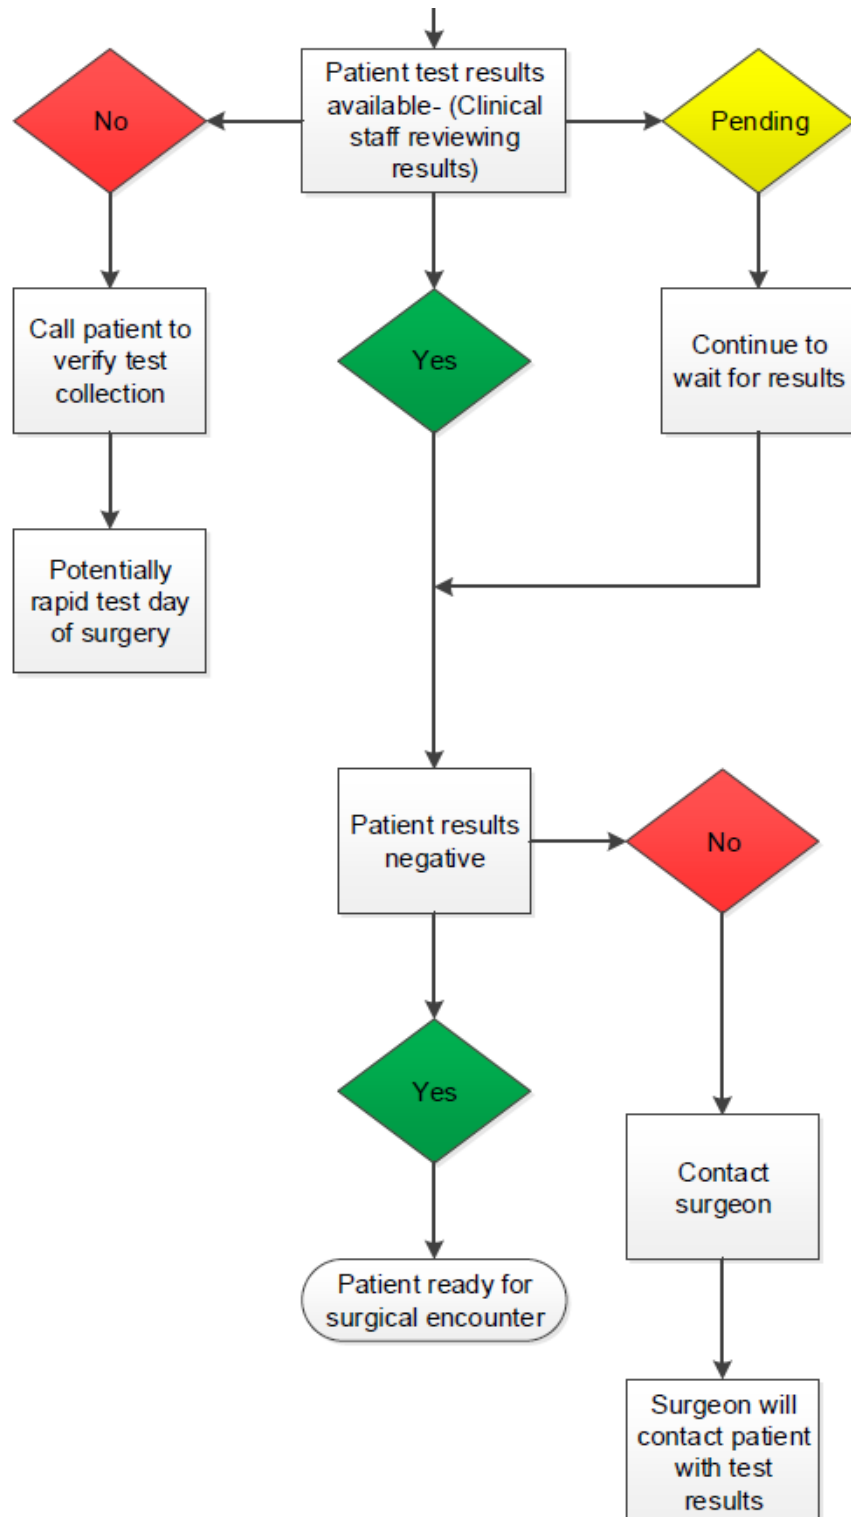 No
Patient test results
available- (Clinical
staff reviewing
results)
Pending
Call patient to
verify test
collection
Yes
Continue to
wait for results
Potentially
rapid test day
of surgery
Patient results
negative
No
Yes
Contact
surgeon
Patient ready for
surgical encounter
Surgeon will
contact patient
with test
results